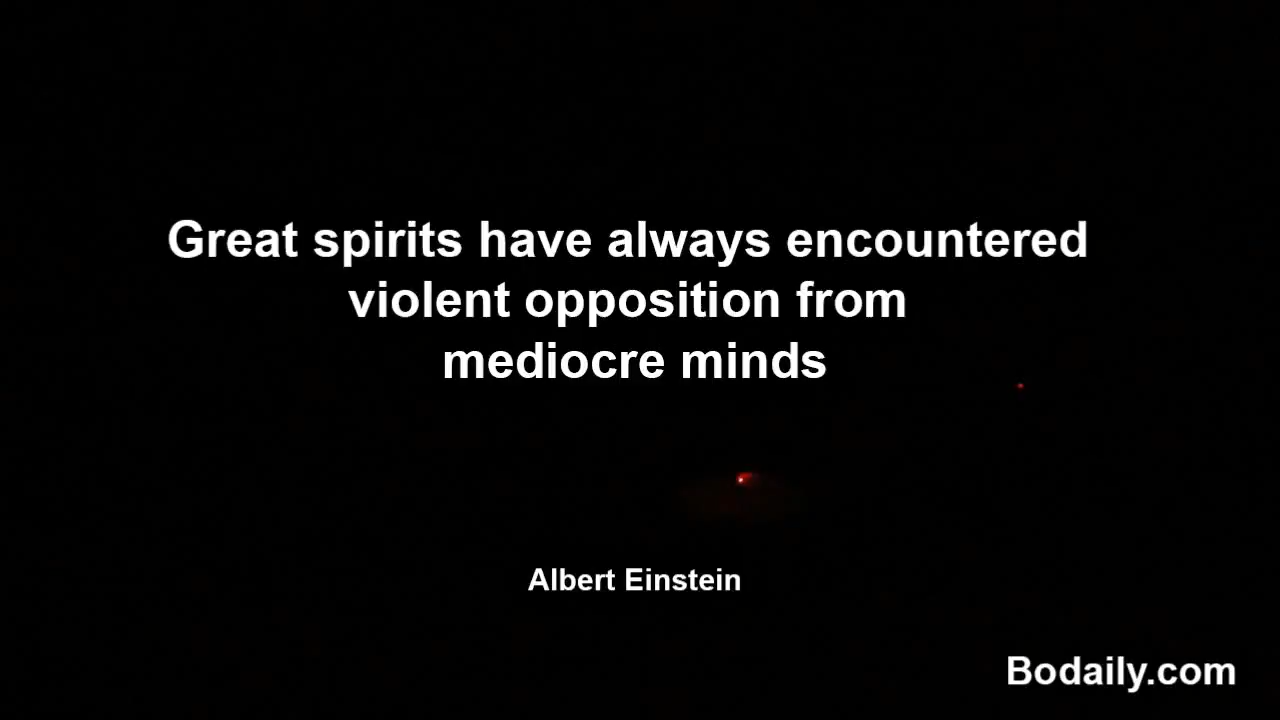 Great spirits have always encountered
violent opposition from
mediocre minds
Albert Einstein
Bodaily.com